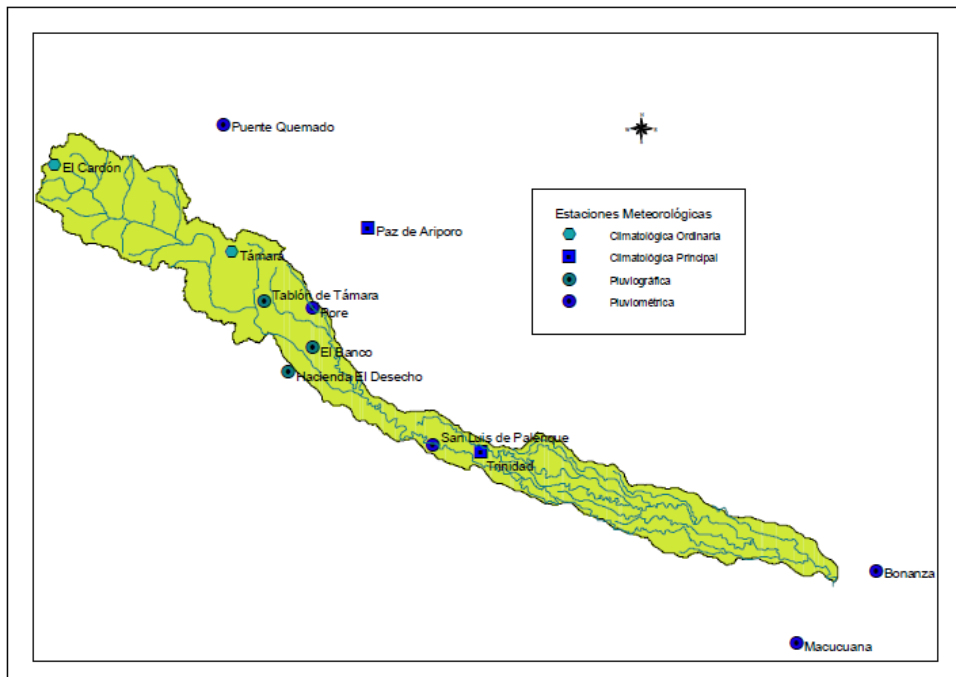 Puente Quemado
El Cardón
Paz de Ariporo
Támara
Tablón de Támara
Pore
El Banco
Hacienda El Desecho
San Luis de Palenque
Trinidad
Bonanza
Macucuana
Estaciones Meteorológicas
Climatológica Ordinaria
Climatológica Principal
Pluviográfica
Pluviométrica